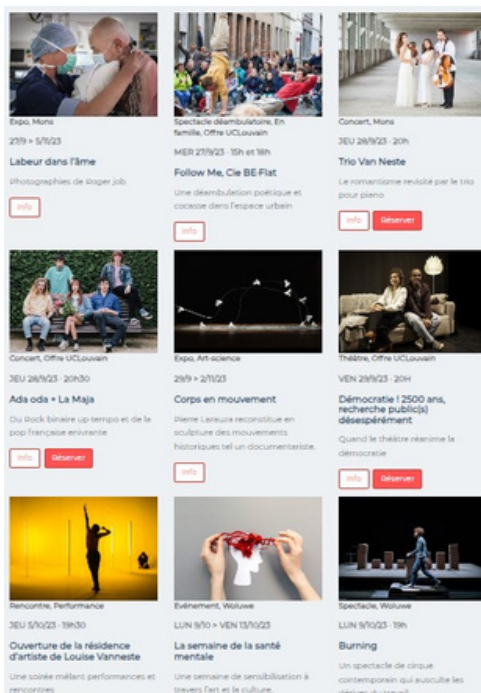 Expo, Mons
27/9 > 5/11/23
Labeur dans l'âme
Photographies de Roger Job
Info
Spectacle déambulatoire, En
famille, Offre UCLouvain
MER 27/9/23 - 15h et 18h
Follow Me, Cie BE-Flat
Une déambulation poétique et
cocasse dans l'espace urbain
Info
Concert, Mons
JEU 28/9/23 - 20h
Trio Van Neste
Le romantisme revisité par le trio
pour piano
Info
Réserver
Concert, Offre UCLouvain
JEU 28/9/23 - 20h30
Ada oda + La Maja
Du Rock binaire up tempo et de la
pop française enivrante
Info
Réserver
Expo, Art-science
29/9 > 2/11/23
Corps en mouvement
Pierre Larauza reconstitue en
sculpture des mouvements
historiques tel un documentariste.
Info
Théâtre, Offre UCLouvain
VEN 29/9/23 - 20H
Démocratie ! 2500 ans,
recherche public(s)
désespérément
Quand le théâtre réanime la
démocratie
Info
Réserver
Rencontre, Performance
JEU 5/10/23 - 19h30
Ouverture de la résidence
d'artiste de Louise Vanneste
Une soirée mêlant performances et
rencontres
Evénement, Woluwe
LUN 9/10 > VEN 13/10/23
La semaine de la santé
mentale
Une semaine de sensibilisation à
travers l'art et la culture.
Spectacle, Woluwe
LUN 9/10/23 - 19h
Burning
Un spectacle de cirque
contemporain qui ausculte les
dérives du travail